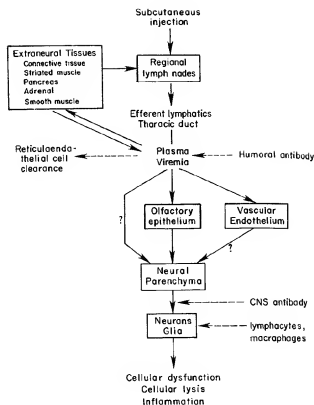 Subcutaneous
injection
Extraneural Tissues
Connective tissue
Striated muscle
Pancreas
Adrenal
Smooth muscle
Regional
lymph nodes
Efferent lymphatics
Thoracic duct
Reticuloendo-
thelial cell
clearance
Plasma
Viremia
Humoral antibody
?
Olfactory
epithelium
Vascular
Endothelium
?
Neural
Parenchyma
CNS antibody
Neurons
Glia
lymphocytes,
macrophages
Cellular dysfunction
Cellular lysis
Inflammation